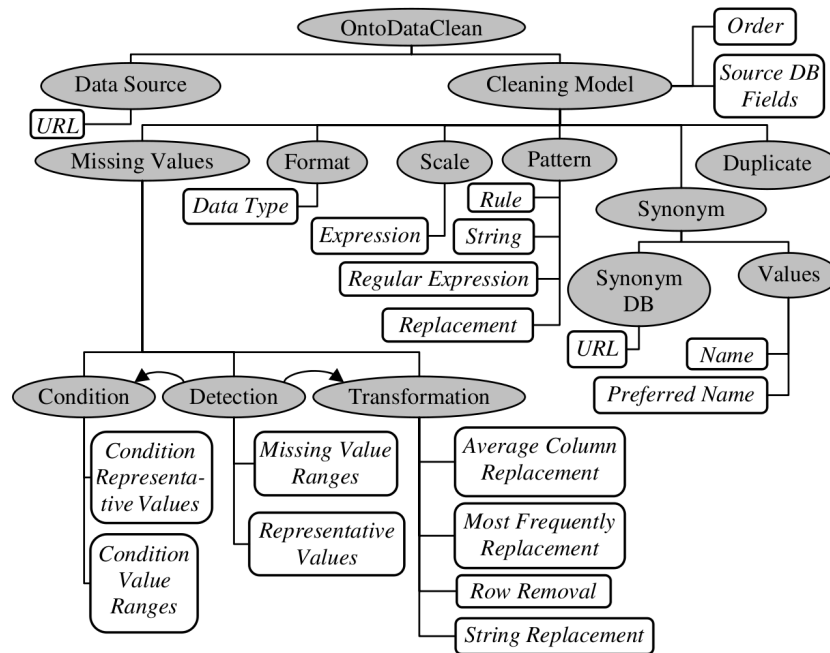 OntoDataClean
Order
Data Source
Cleaning Model
Source DB
Fields
URL
Missing Values
Format
Scale
Pattern
Duplicate
Data Type
Rule
Synonym
Expression
String
Regular Expression
Synonym
DB
Values
Replacement
URL
Name
Preferred Name
Condition
Detection
Transformation
Condition
Representa-
tive Values
Missing Value
Ranges
Average Column
Replacement
Condition
Value
Ranges
Representative
Values
Most Frequently
Replacement
Row Removal
String Replacement